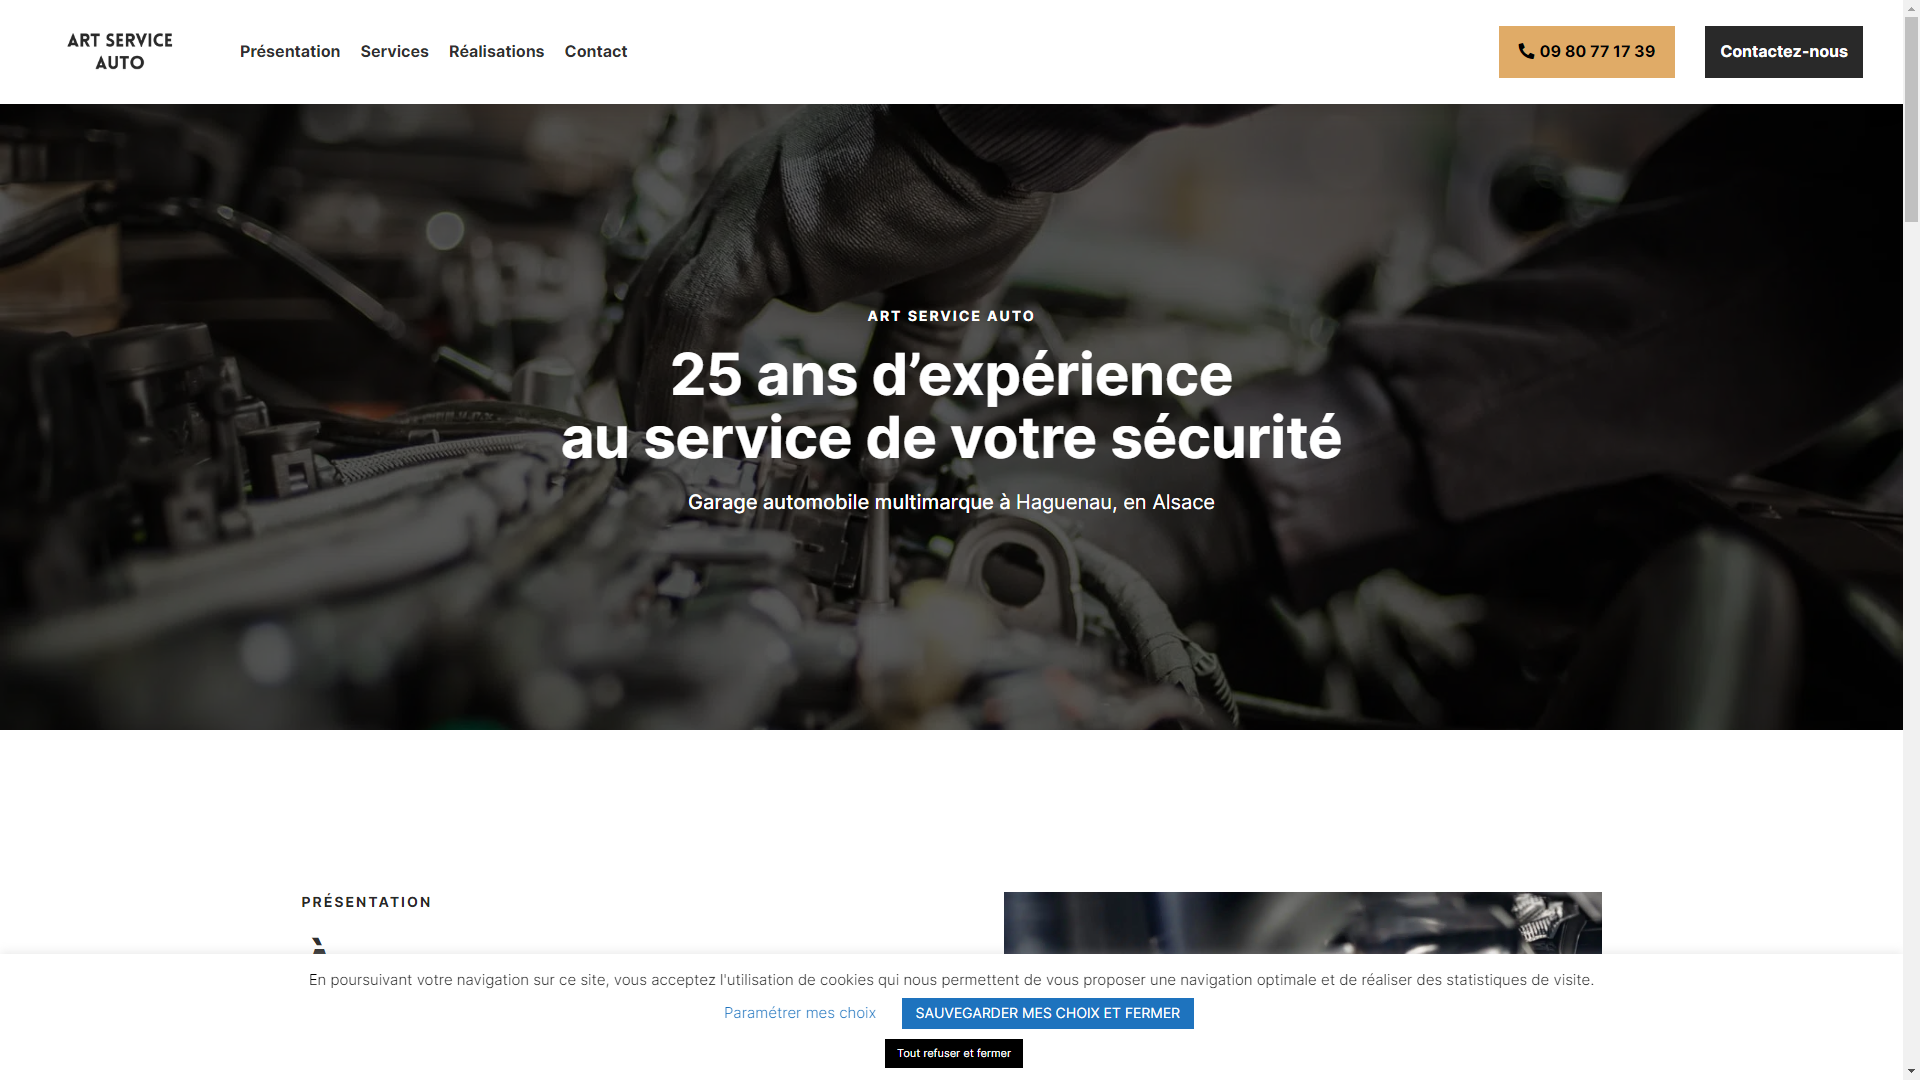 ART SERVICE
AUTO
Présentation
Services
Réalisations
Contact
09 80 77 17 39
Contactez-nous
ART SERVICE AUTO
25 ans d’expérience
au service de votre sécurité
Garage automobile multimarque à Haguenau, en Alsace
PRÉSENTATION
En poursuivant votre navigation sur ce site, vous acceptez l'utilisation de cookies qui nous permettent de vous proposer une navigation optimale et de réaliser des statistiques de visite.
Paramétrer mes choix
SAUVEGARDER MES CHOIX ET FERMER
Tout refuser et fermer